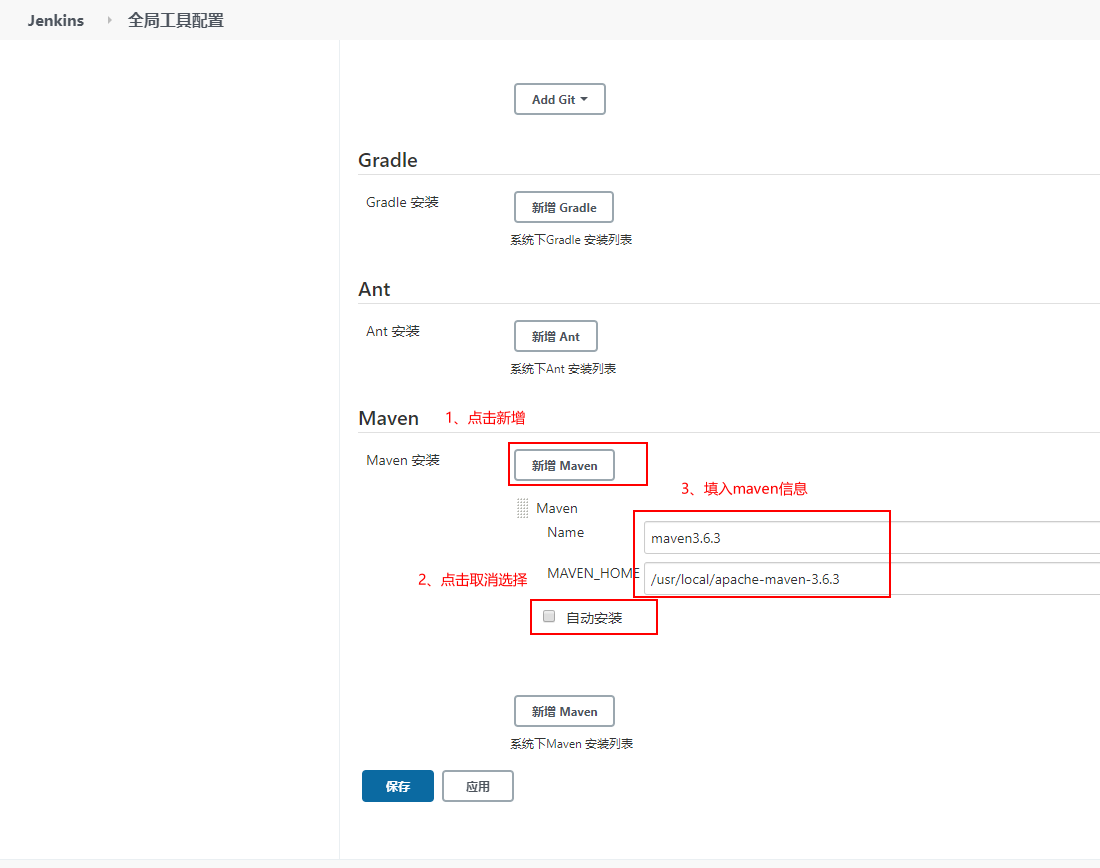 Jenkins 全局工具配置
Add Git
Gradle
Gradle 安装
新增 Gradle
系统下Gradle 安装列表
Ant
Ant 安装
新增 Ant
系统下Ant 安装列表
Maven 1、点击新增
Maven 安装
新增 Maven
3、填入maven信息
Maven
Name maven3.6.3
2、点击取消选择 MAVEN_HOME /usr/local/apache-maven-3.6.3
自动安装
新增 Maven
系统下Maven 安装列表
保存 应用